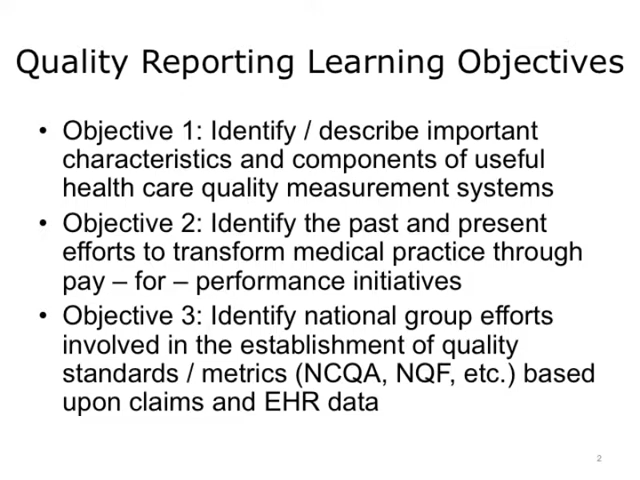 Quality Reporting Learning Objectives
• Objective 1: Identify / describe important
characteristics and components of useful
health care quality measurement systems
• Objective 2: Identify the past and present
efforts to transform medical practice through
pay – for – performance initiatives
• Objective 3: Identify national group efforts
involved in the establishment of quality
standards / metrics (NCQA, NQF, etc.) based
upon claims and EHR data
2